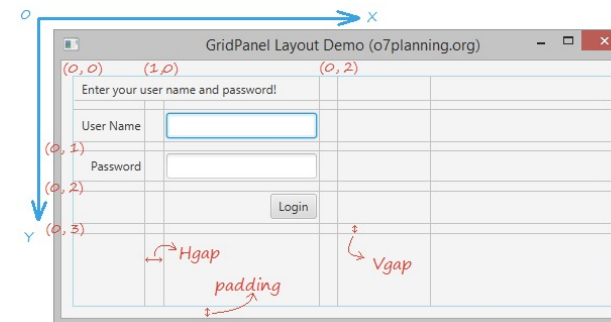 O X
GridPanel Layout Demo (o7planning.org)
(0,0) (1,0) (0,2)
Enter your user name and password!
User Name
(0,1)
Password
(0,2)
Login
Y (0,3)
Hgap Vgap
padding